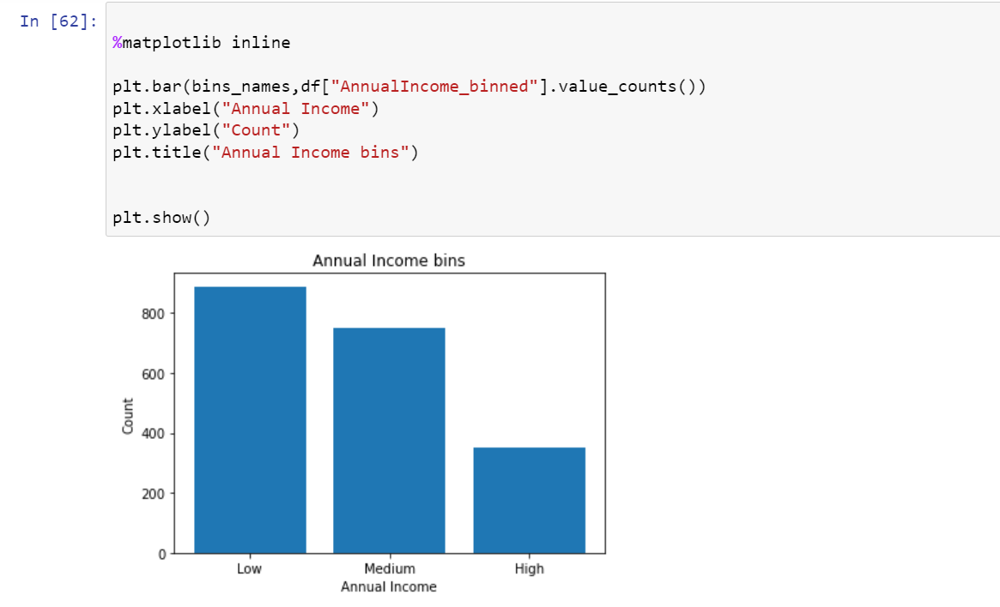 In [62]:
%matplotlib inline
plt.bar(bins_names,df["AnnualIncome_binned"].value_counts())
plt.xlabel("Annual Income")
plt.ylabel("Count")
plt.title("Annual Income bins")
plt.show()
Annual Income bins
800
600
400
200
0
Count
Low Medium High
Annual Income